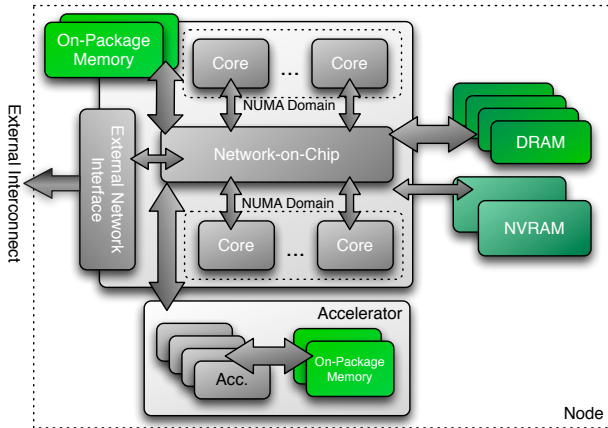 On-Package
Memory
Core
...
Core
NUMA Domain
External Interconnect
External Network
Interface
Network-on-Chip
DRAM
NVRAM
NUMA Domain
Core
...
Core
Accelerator
Acc.
On-Package
Memory
Node